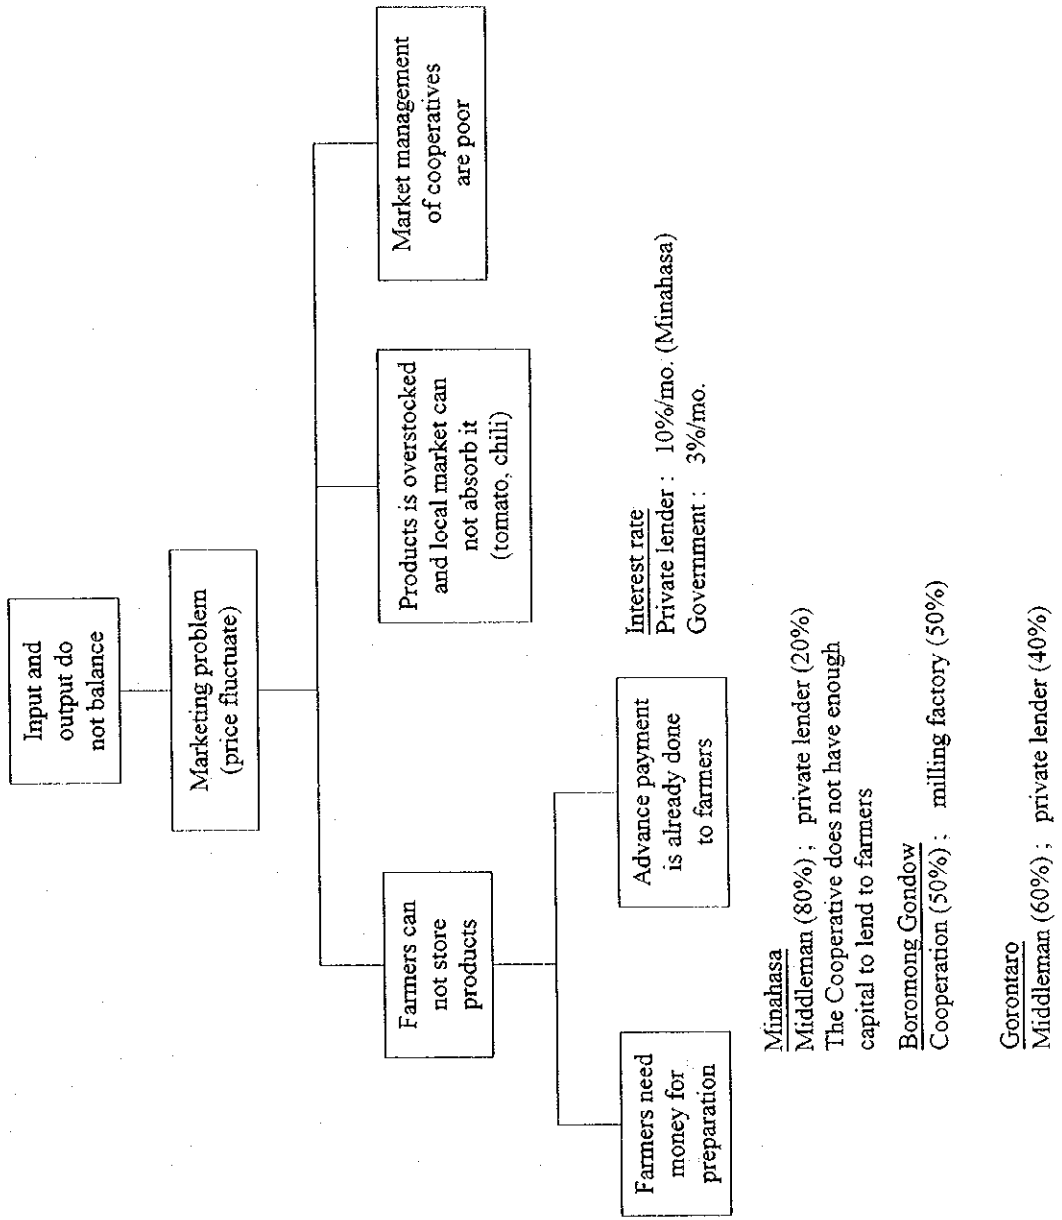 Input and
output do
not balance
Marketing problem
(price fluctuate)
Farmers can
not store
products
Products is overstocked
and local market can
not absorb it
(tomato, chili)
Market management
of cooperatives
are poor
Farmers need
money for
preparation
Advance payment
is already done
to farmers
Interest rate
Private lender : 10%/mo. (Minahasa)
Government : 3%/mo.
Minahasa
Middleman (80%) ; private lender (20%)
The Cooperative does not have enough
capital to lend to farmers
Boromong Gondow
Cooperation (50%) ; milling factory (50%)
Gorontaro
Middleman (60%) ; private lender (40%)